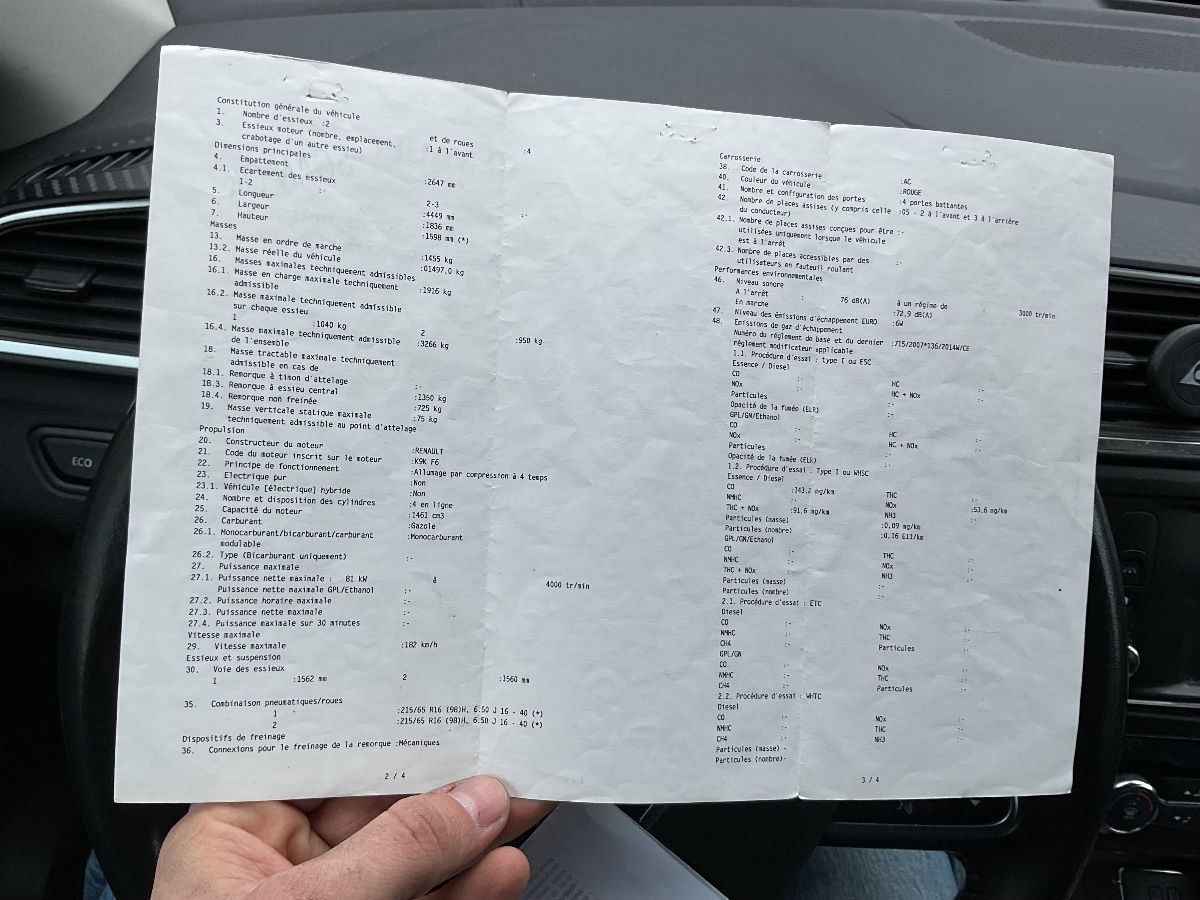 Constitution générale du véhicule
1. Nombre d'essieux :2 et de roues :4
3. Essieux moteur (nombre, emplacement, :1 à l'avant
crabotage d'un autre essieu)
Dimensions principales
4. Empattement :2647 mm
4.1. Ecartement des essieux
1-2 :- 2-3 :-
5. Longueur :4449 mm
6. Largeur :1836 mm
7. Hauteur :1598 mm (*)
Masses
13. Masse en ordre de marche :1455 kg
13.2. Masse réelle du véhicule :01497,0 kg
16. Masses maximales techniquement admissibles
16.1. Masse en charge maximale techniquement :1916 kg
admissible
16.2. Masse maximale techniquement admissible
sur chaque essieu
1 :1040 kg 2 :950 kg
16.4. Masse maximale techniquement admissible :3266 kg
de l'ensemble
18. Masse tractable maximale techniquement
admissible en cas de
18.1. Remorque à timon d'attelage :-
18.3. Remorque à essieu central :1350 kg
18.4. Remorque non freinée :725 kg
19. Masse verticale statique maximale :75 kg
techniquement admissible au point d'attelage
Propulsion
20. Constructeur du moteur :RENAULT
21. Code du moteur inscrit sur le moteur :K9K F6
22. Principe de fonctionnement :Allumage par compression à 4 temps
23. Electrique pur :Non
23.1. Véhicule [électrique] hybride :Non
24. Nombre et disposition des cylindres :4 en ligne
25. Capacité du moteur :1461 cm3
26. Carburant :Gazole
26.1. Monocarburant/bicarburant/carburant :Monocarburant
modulable
26.2. Type (Bicarburant uniquement) :-
27. Puissance maximale
27.1. Puissance nette maximale : 81 kW à 4000 tr/min
Puissance nette maximale GPL/Ethanol :-
27.2. Puissance horaire maximale :-
27.3. Puissance nette maximale :-
27.4. Puissance maximale sur 30 minutes :-
Vitesse maximale
29. Vitesse maximale :182 km/h
Essieux et suspension
30. Voie des essieux
1 :1562 mm 2 :1560 mm
35. Combinaison pneumatiques/roues
1 :215/65 R16 (98)H, 6.50 J 16 - 40 (*)
2 :215/65 R16 (98)H, 6.50 J 16 - 40 (*)
Dispositifs de freinage
36. Connexions pour le freinage de la remorque :Mécaniques
2 / 4
Carrosserie
38. Code de la carrosserie :AC
40. Couleur du véhicule :ROUGE
41. Nombre et configuration des portes :4 portes battantes
42. Nombre de places assises (y compris celle :05 - 2 à l'avant et 3 à l'arrière
du conducteur)
42.1. Nombre de places assises conçues pour être :-
utilisées uniquement lorsque le véhicule
est à l'arrêt
42.3. Nombre de places accessibles par des :-
utilisateurs en fauteuil roulant
Performances environnementales
46. Niveau sonore
A l'arrêt : 76 dB(A) à un régime de : 3000 tr/min
En marche :72,9 dB(A)
47. Niveau des émissions d'échappement EURO :6W
48. Emissions de gaz d'échappement
Numéro du règlement de base et du dernier :715/2007*136/2014W/CE
règlement modificateur applicable
1.1. Procédure d'essai : type I ou ESC
Essence / Diesel
CO :- HC :-
NOx :- HC + NOx :-
Particules :-
Opacité de la fumée (ELR) :-
GPL/GN/Ethanol
CO :- HC :-
NOx :- HC + NOx :-
Particules :-
Opacité de la fumée (ELR) :-
1.2. Procédure d'essai : Type I ou WHSC
Essence / Diesel
CO :143,2 mg/km THC :-
NMHC :- NOx :53,6 mg/km
THC + NOx :91,6 mg/km NH3 :-
Particules (masse) :0,09 mg/km
Particules (nombre) :0,16 E11/km
GPL/GN/Ethanol
CO :- THC :-
NMHC :- NOx :-
THC + NOx :- NH3 :-
Particules (masse) :-
Particules (nombre) :-
2.1. Procédure d'essai : ETC
Diesel
CO :- NOx :-
NMHC :- THC :-
CH4 :- Particules :-
GPL/GN
CO :- NOx :-
NMHC :- THC :-
CH4 :- Particules :-
2.2. Procédure d'essai : WHTC
Diesel
CO :- NOx :-
NMHC :- THC :-
CH4 :- NH3 :-
Particules (masse) -
Particules (nombre)-
3 / 4
ECO